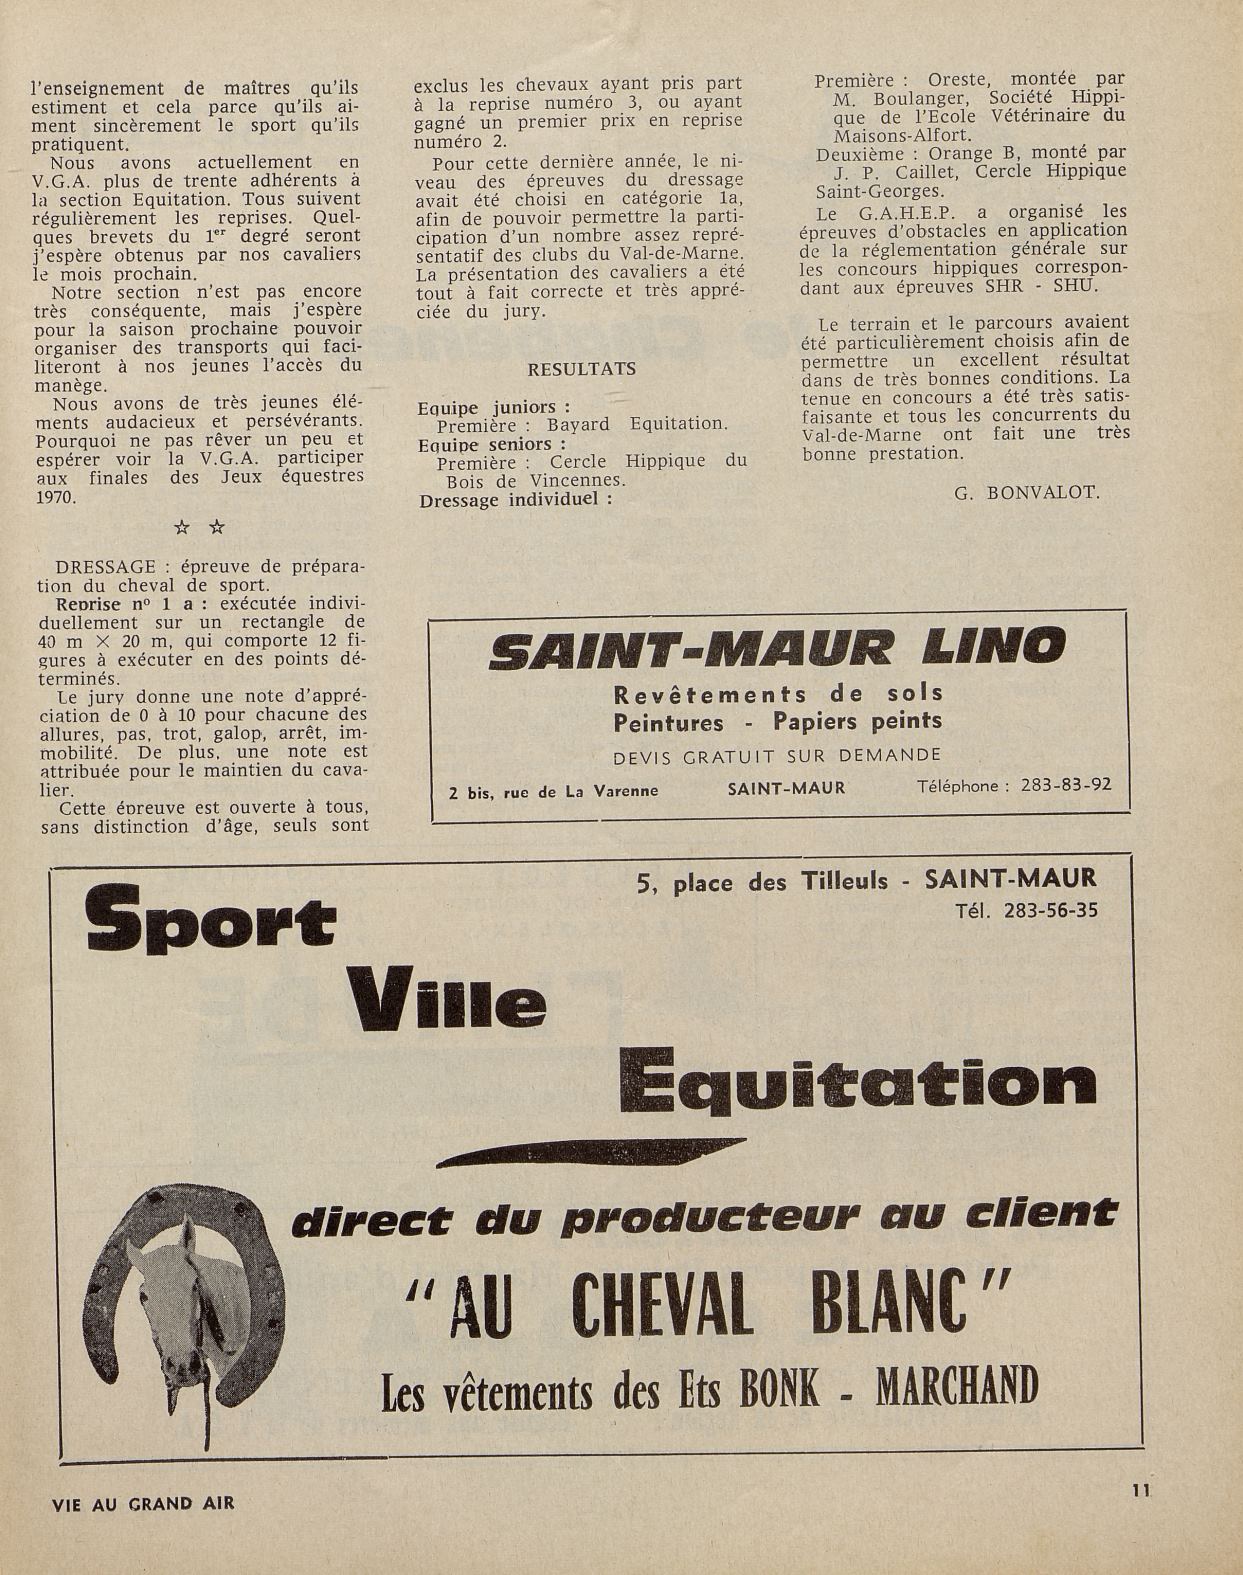 l'enseignement de maîtres qu'ils
estiment et cela parce qu'ils ai-
ment sincèrement le sport qu'ils
pratiquent.
Nous avons actuellement en
V.G.A. plus de trente adhérents à
la section Equitation. Tous suivent
régulièrement les reprises. Quel-
ques brevets du 1er degré seront
j'espère obtenus par nos cavaliers
le mois prochain.
Notre section n'est pas encore
très conséquente, mais j'espère
pour la saison prochaine pouvoir
organiser des transports qui faci-
literont à nos jeunes l'accès du
manège.
Nous avons de très jeunes élé-
ments audacieux et persévérants.
Pourquoi ne pas rêver un peu et
espérer voir la V.G.A. participer
aux finales des Jeux équestres
1970.
☆ ☆
DRESSAGE : épreuve de prépara-
tion du cheval de sport.
Reprise n° 1 a : exécutée indivi-
duellement sur un rectangle de
40 m × 20 m, qui comporte 12 fi-
gures à exécuter en des points dé-
terminés.
Le jury donne une note d'appré-
ciation de 0 à 10 pour chacune des
allures, pas, trot, galop, arrêt, im-
mobilité. De plus, une note est
attribuée pour le maintien du cava-
lier.
Cette épreuve est ouverte à tous,
sans distinction d'âge, seuls sont
exclus les chevaux ayant pris part
à la reprise numéro 3, ou ayant
gagné un premier prix en reprise
numéro 2.
Pour cette dernière année, le ni-
veau des épreuves du dressage
avait été choisi en catégorie 1a,
afin de pouvoir permettre la parti-
cipation d'un nombre assez repré-
sentatif des clubs du Val-de-Marne.
La présentation des cavaliers a été
tout à fait correcte et très appré-
ciée du jury.
RESULTATS
Equipe juniors :
Première : Bayard Equitation.
Equipe seniors :
Première : Cercle Hippique du
Bois de Vincennes.
Dressage individuel :
Première : Oreste, montée par
M. Boulanger, Société Hippi-
que de l'Ecole Vétérinaire du
Maisons-Alfort.
Deuxième : Orange B, monté par
J. P. Caillet, Cercle Hippique
Saint-Georges.
Le G.A.H.E.P. a organisé les
épreuves d'obstacles en application
de la réglementation générale sur
les concours hippiques correspon-
dant aux épreuves SHR - SHU.
Le terrain et le parcours avaient
été particulièrement choisis afin de
permettre un excellent résultat
dans de très bonnes conditions. La
tenue en concours a été très satis-
faisante et tous les concurrents du
Val-de-Marne ont fait une très
bonne prestation.
G. BONVALOT.
SAINT-MAUR LINO
Revêtements de sols
Peintures - Papiers peints
DEVIS GRATUIT SUR DEMANDE
2 bis, rue de La Varenne SAINT-MAUR Téléphone : 283-83-92
5, place des Tilleuls - SAINT-MAUR
Tél. 283-56-35
Sport
Ville
Equitation
direct du producteur au client
"AU CHEVAL BLANC"
Les vêtements des Ets BONK - MARCHAND
VIE AU GRAND AIR
11